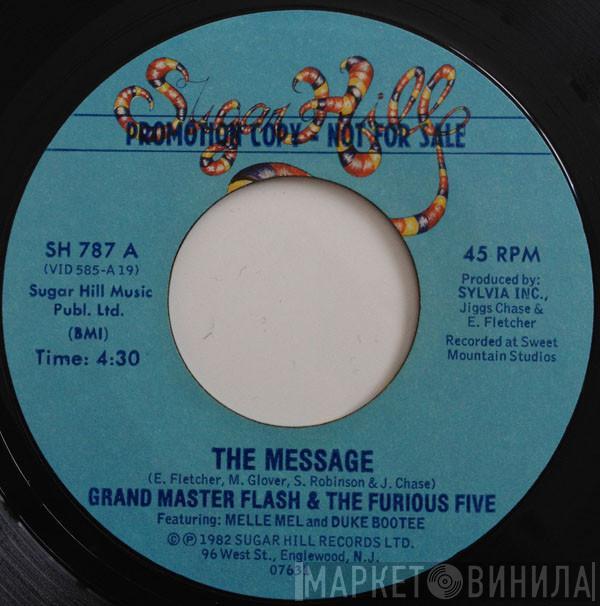 Sugar Hill
PROMOTION COPY - NOT FOR SALE
SH 787 A
(VID 585-A 19)
Sugar Hill Music
Publ. Ltd.
(BMI)
Time: 4:30
45 RPM
Produced by:
SYLVIA INC.,
Jiggs Chase &
E. Fletcher
Recorded at Sweet
Mountain Studios
THE MESSAGE
(E. Fletcher, M. Glover, S. Robinson & J. Chase)
GRAND MASTER FLASH & THE FURIOUS FIVE
Featuring: MELLE MEL and DUKE BOOTEE
© ℗ 1982 SUGAR HILL RECORDS LTD.
96 West St., Englewood, N.J.
0763
МАРКЕТ ВИНИЛА